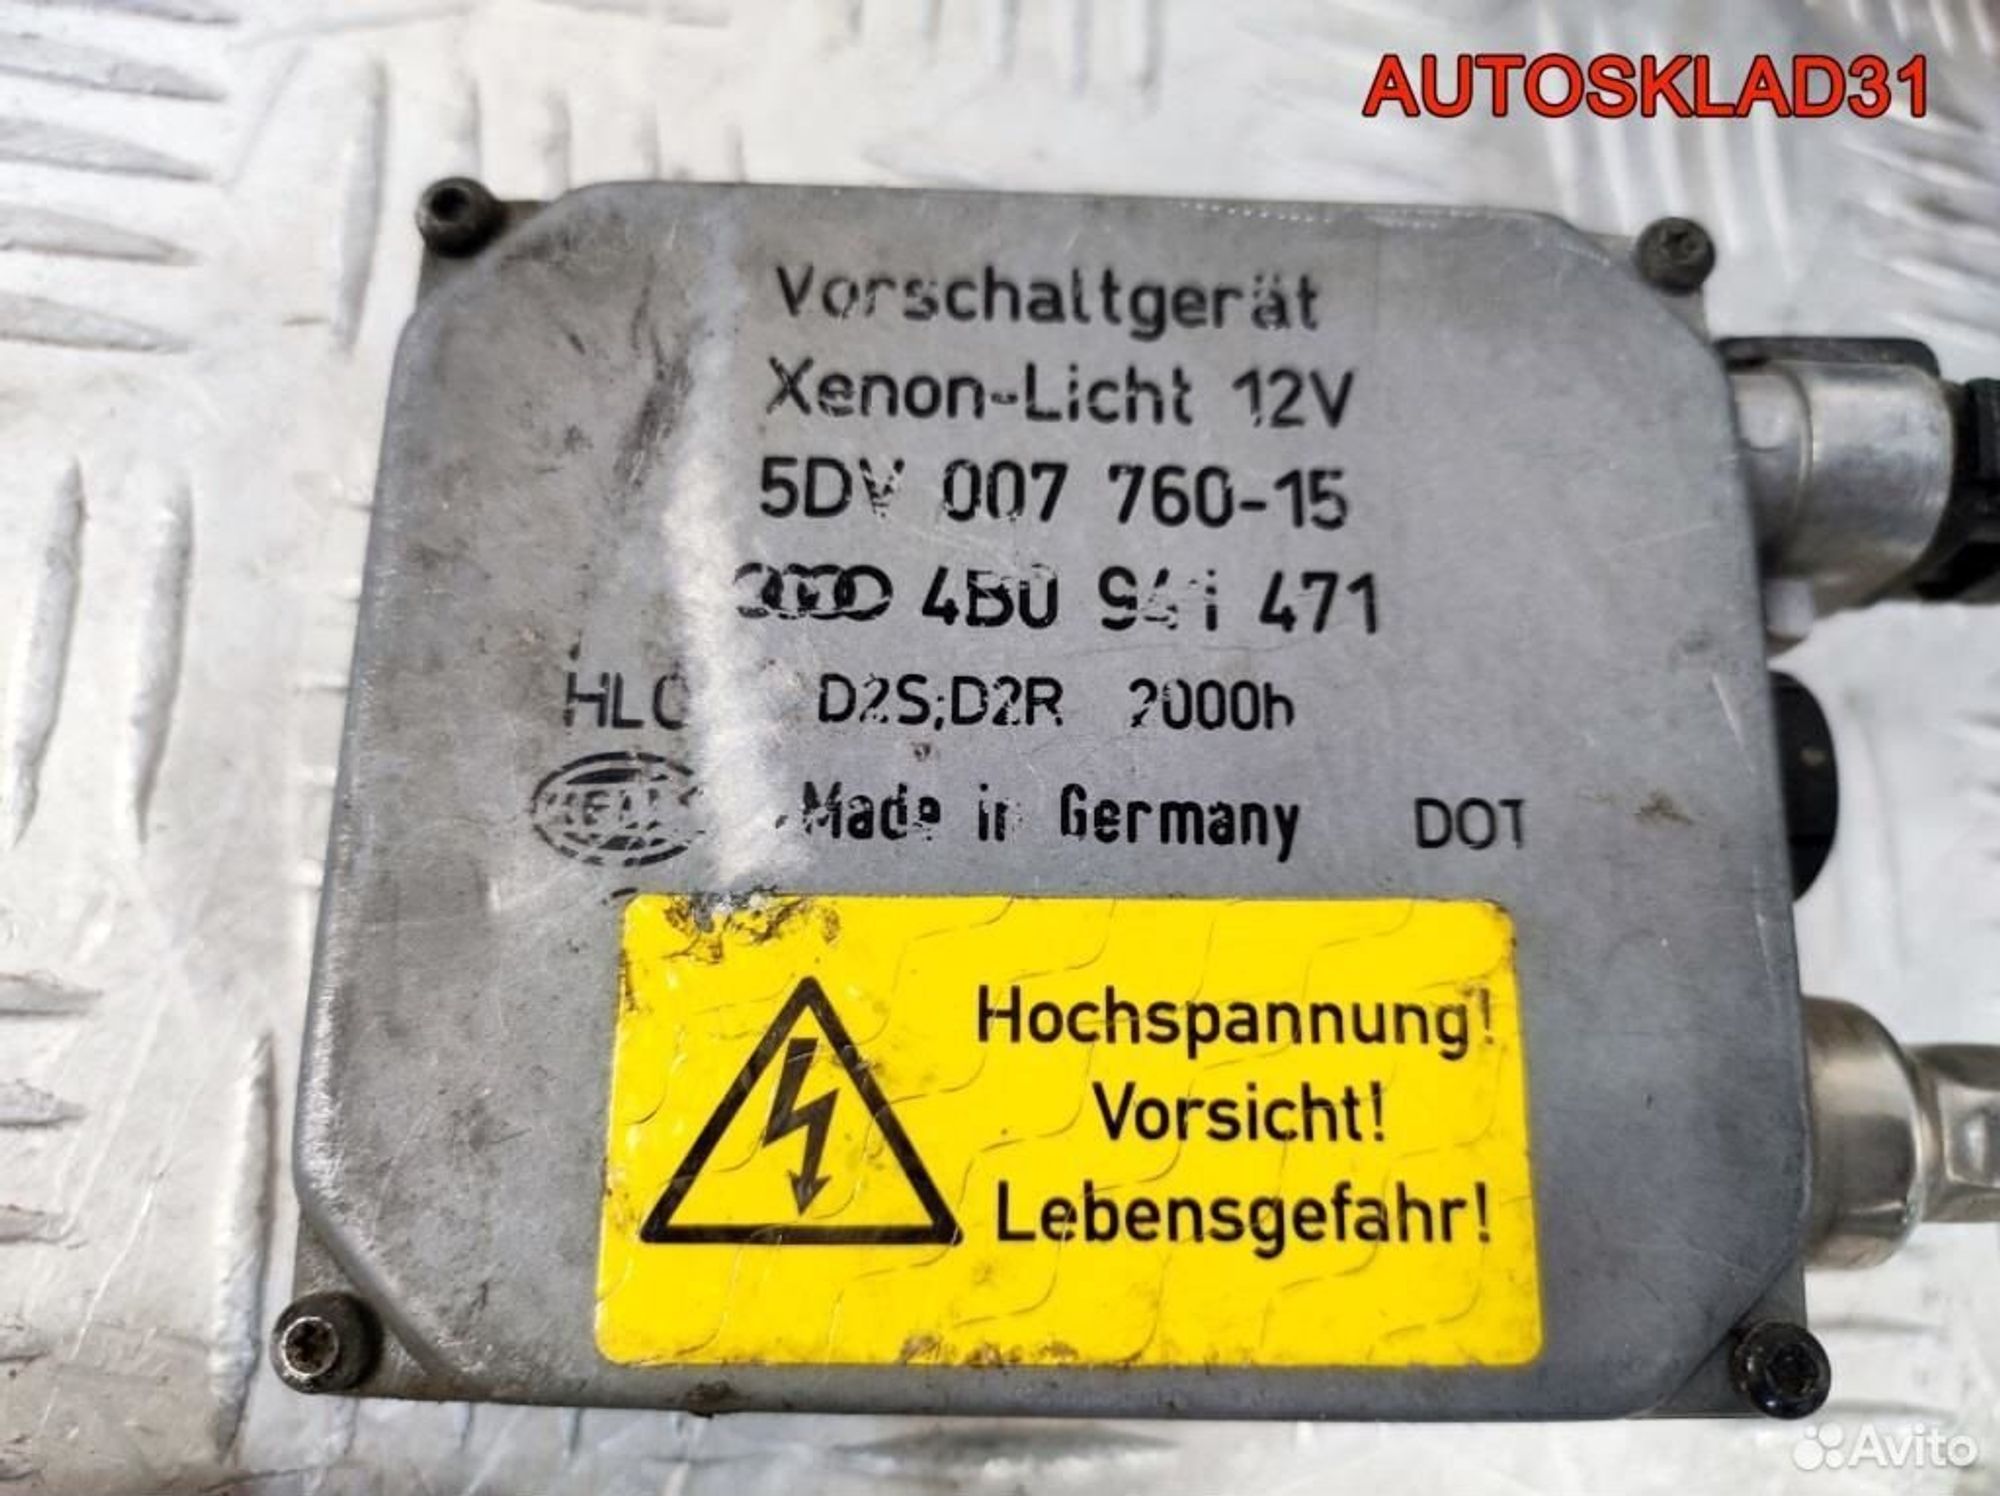 AUTOSKLAD31
Vorschaltgerät
Xenon-Licht 12V
5DV 007 760-15
4B0 941 471
D2S;D2R 2000h
HELLA
Made in Germany DOT
Hochspannung!
Vorsicht!
Lebensgefahr!
Avito